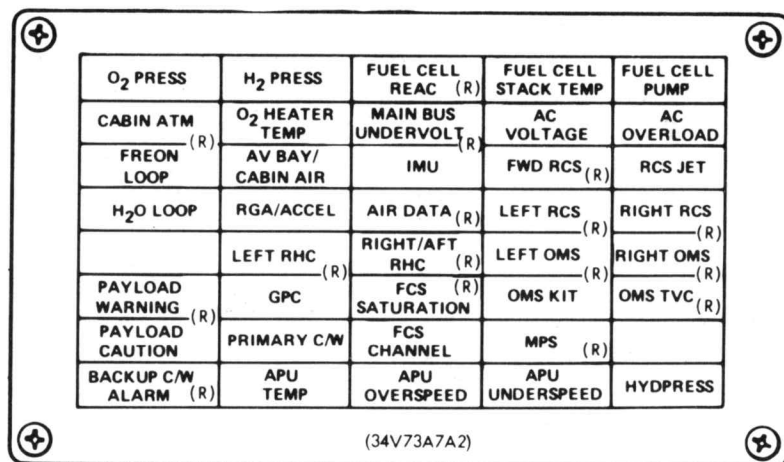 O₂ PRESS
H₂ PRESS
FUEL CELL
REAC (R)
FUEL CELL
STACK TEMP
FUEL CELL
PUMP
CABIN ATM
(R)
O₂ HEATER
TEMP
MAIN BUS
UNDERVOLT
(R)
AC
VOLTAGE
AC
OVERLOAD
FREON
LOOP
AV BAY/
CABIN AIR
IMU
FWD RCS (R)
RCS JET
H₂O LOOP
RGA/ACCEL
AIR DATA (R)
LEFT RCS
(R)
RIGHT RCS
(R)
LEFT RHC
(R)
RIGHT/AFT
RHC (R)
LEFT OMS
(R)
RIGHT OMS
(R)
PAYLOAD
WARNING (R)
GPC
FCS (R)
SATURATION
OMS KIT
OMS TVC (R)
PAYLOAD
CAUTION
PRIMARY C/W
FCS
CHANNEL
MPS (R)
BACKUP C/W
ALARM (R)
APU
TEMP
APU
OVERSPEED
APU
UNDERSPEED
HYDPRESS
(34V73A7A2)